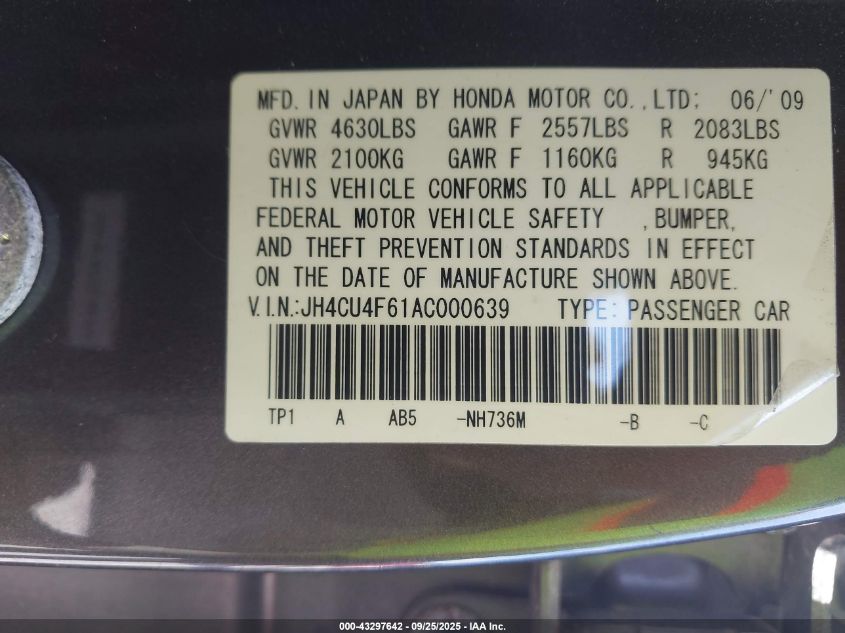 MFD. IN JAPAN BY HONDA MOTOR CO.,LTD; 06/'09
GVWR 4630LBS GAWR F 2557LBS R 2083LBS
GVWR 2100KG GAWR F 1160KG R 945KG
THIS VEHICLE CONFORMS TO ALL APPLICABLE
FEDERAL MOTOR VEHICLE SAFETY , BUMPER,
AND THEFT PREVENTION STANDARDS IN EFFECT
ON THE DATE OF MANUFACTURE SHOWN ABOVE.
V.I.N.:JH4CU4F61AC000639 TYPE: PASSENGER CAR
TP1 A AB5 -NH736M -B -C
000-43297642 - 09/25/2025 - IAA Inc.